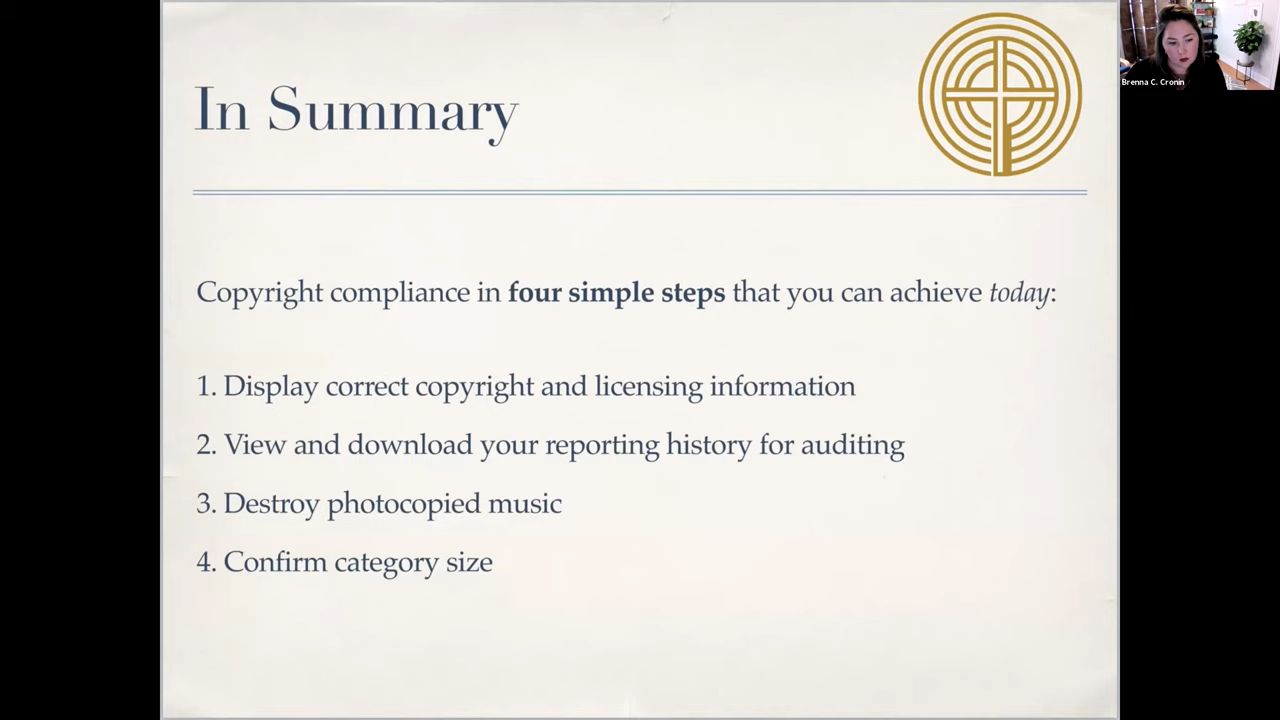 In Summary
Brenna C. Cronin
Copyright compliance in four simple steps that you can achieve today:
1. Display correct copyright and licensing information
2. View and download your reporting history for auditing
3. Destroy photocopied music
4. Confirm category size